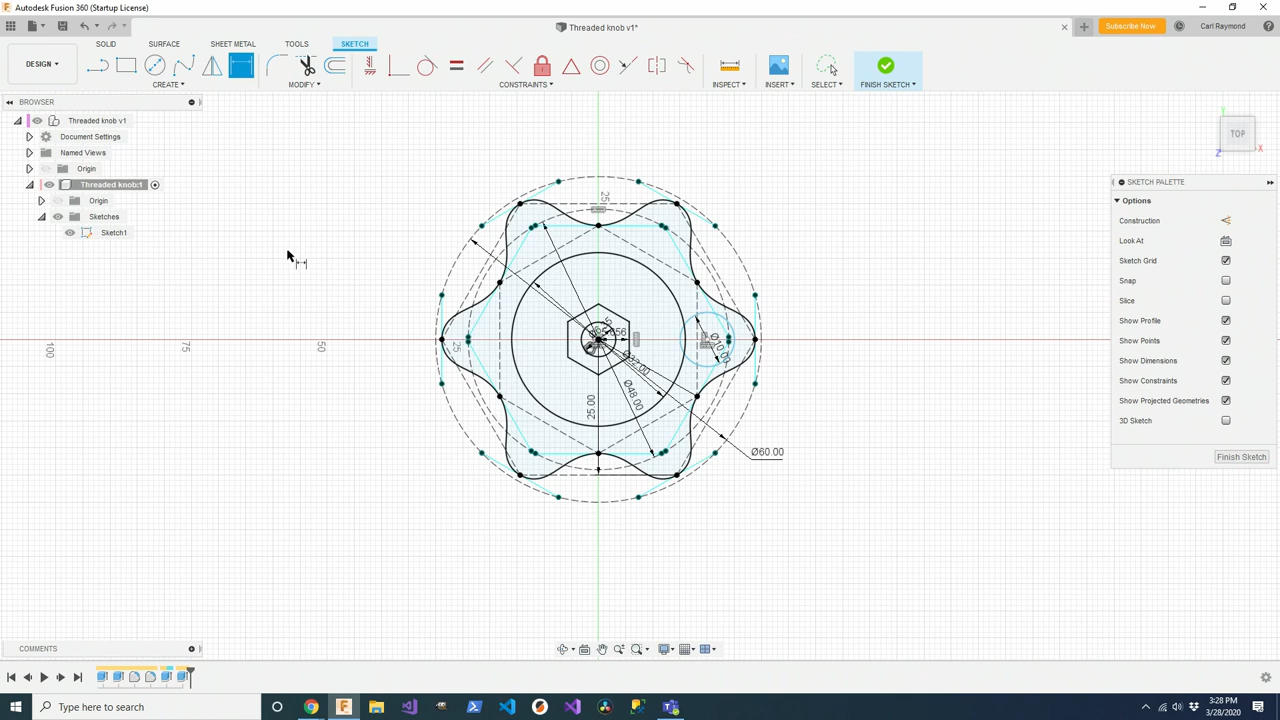 Autodesk Fusion 360 (Startup License)
Threaded knob v1*
Subscribe Now
Carl Raymond
DESIGN
SOLID
SURFACE
SHEET METAL
TOOLS
SKETCH
CREATE
MODIFY
CONSTRAINTS
INSPECT
INSERT
SELECT
FINISH SKETCH
BROWSER
Threaded knob v1
Document Settings
Named Views
Origin
Threaded knob:1
Origin
Sketches
Sketch1
TOP
Y
X
Z
SKETCH PALETTE
Options
Construction
Look At
Sketch Grid
Snap
Slice
Show Profile
Show Points
Show Dimensions
Show Constraints
Show Projected Geometries
3D Sketch
Finish Sketch
100
75
50
25
25
25.00
Ø48.00
Ø10.00
Ø60.00
COMMENTS
Type here to search
3:28 PM
3/28/2020